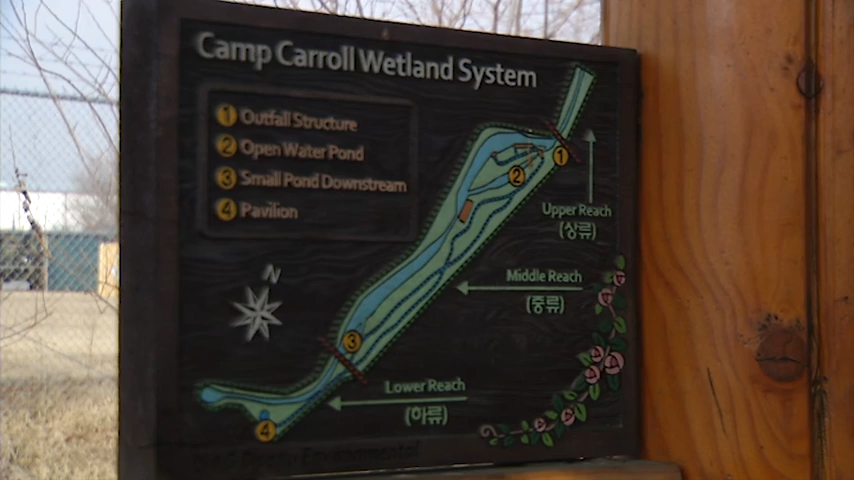 Camp Carroll Wetland System
1 Outfall Structure
2 Open Water Pond
3 Small Pond Downstream
4 Pavilion
N
1
2
Upper Reach
(상류)
Middle Reach
(중류)
3
Lower Reach
(하류)
4
Environmental